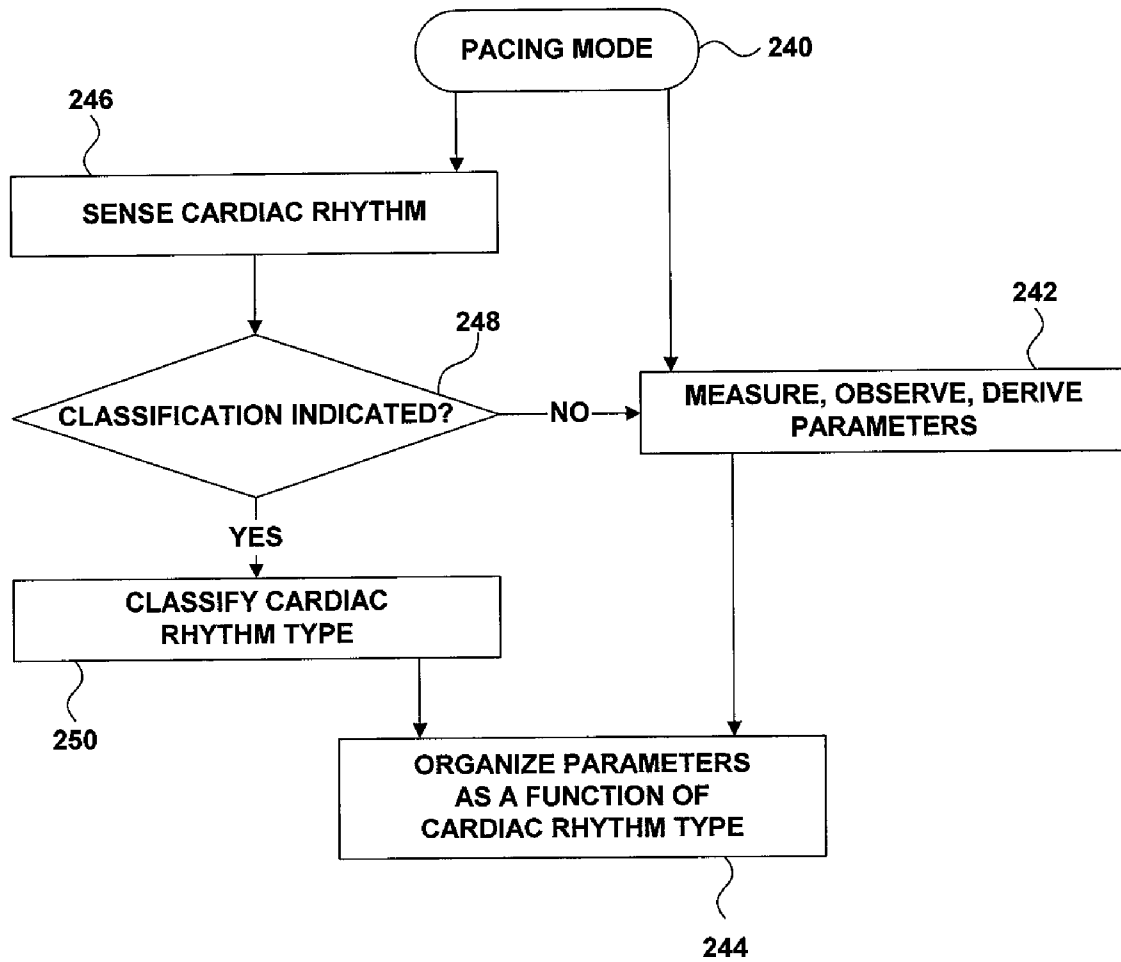 PACING MODE
240
246
SENSE CARDIAC RHYTHM
248
242
CLASSIFICATION INDICATED?
NO
MEASURE, OBSERVE, DERIVE
PARAMETERS
YES
CLASSIFY CARDIAC
RHYTHM TYPE
250
ORGANIZE PARAMETERS
AS A FUNCTION OF
CARDIAC RHYTHM TYPE
244